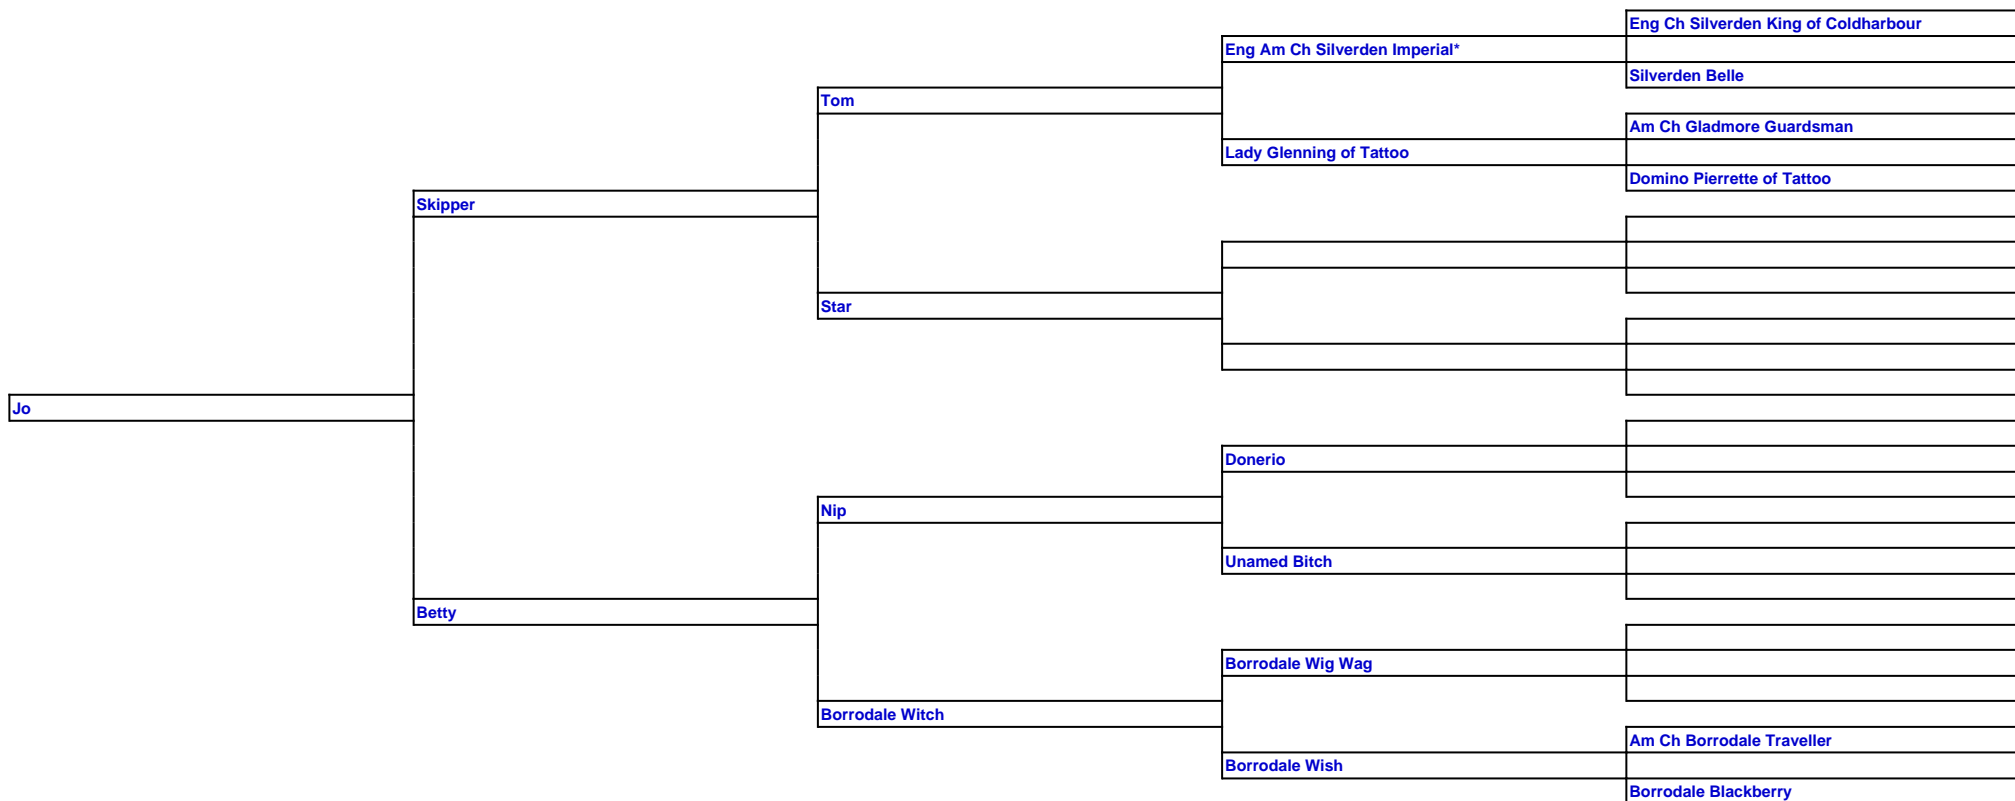 Eng Ch Silverden King of Coldharbour
Eng Am Ch Silverden Imperial*
Silverden Belle
Tom
Am Ch Gladmore Guardsman
Lady Glenning of Tattoo
Domino Pierrette of Tattoo
Skipper
Star
Jo
Donerio
Nip
Unamed Bitch
Betty
Borrodale Wig Wag
Borrodale Witch
Am Ch Borrodale Traveller
Borrodale Wish
Borrodale Blackberry